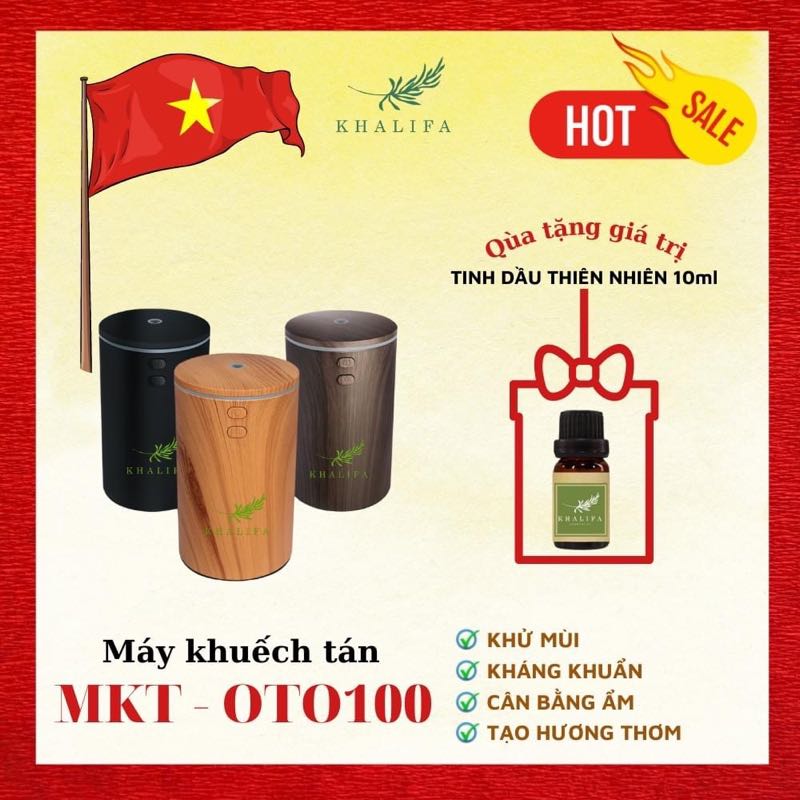 KHALIFA
HOT
SALE
Qùa tặng giá trị
TINH DẦU THIÊN NHIÊN 10ml
KHALIFA
KHALIFA
KHALIFA
KHALIFA
Máy khuếch tán
MKT - OTO100
KHỬ MÙI
KHÁNG KHUẨN
CÂN BẰNG ẨM
TẠO HƯƠNG THƠM